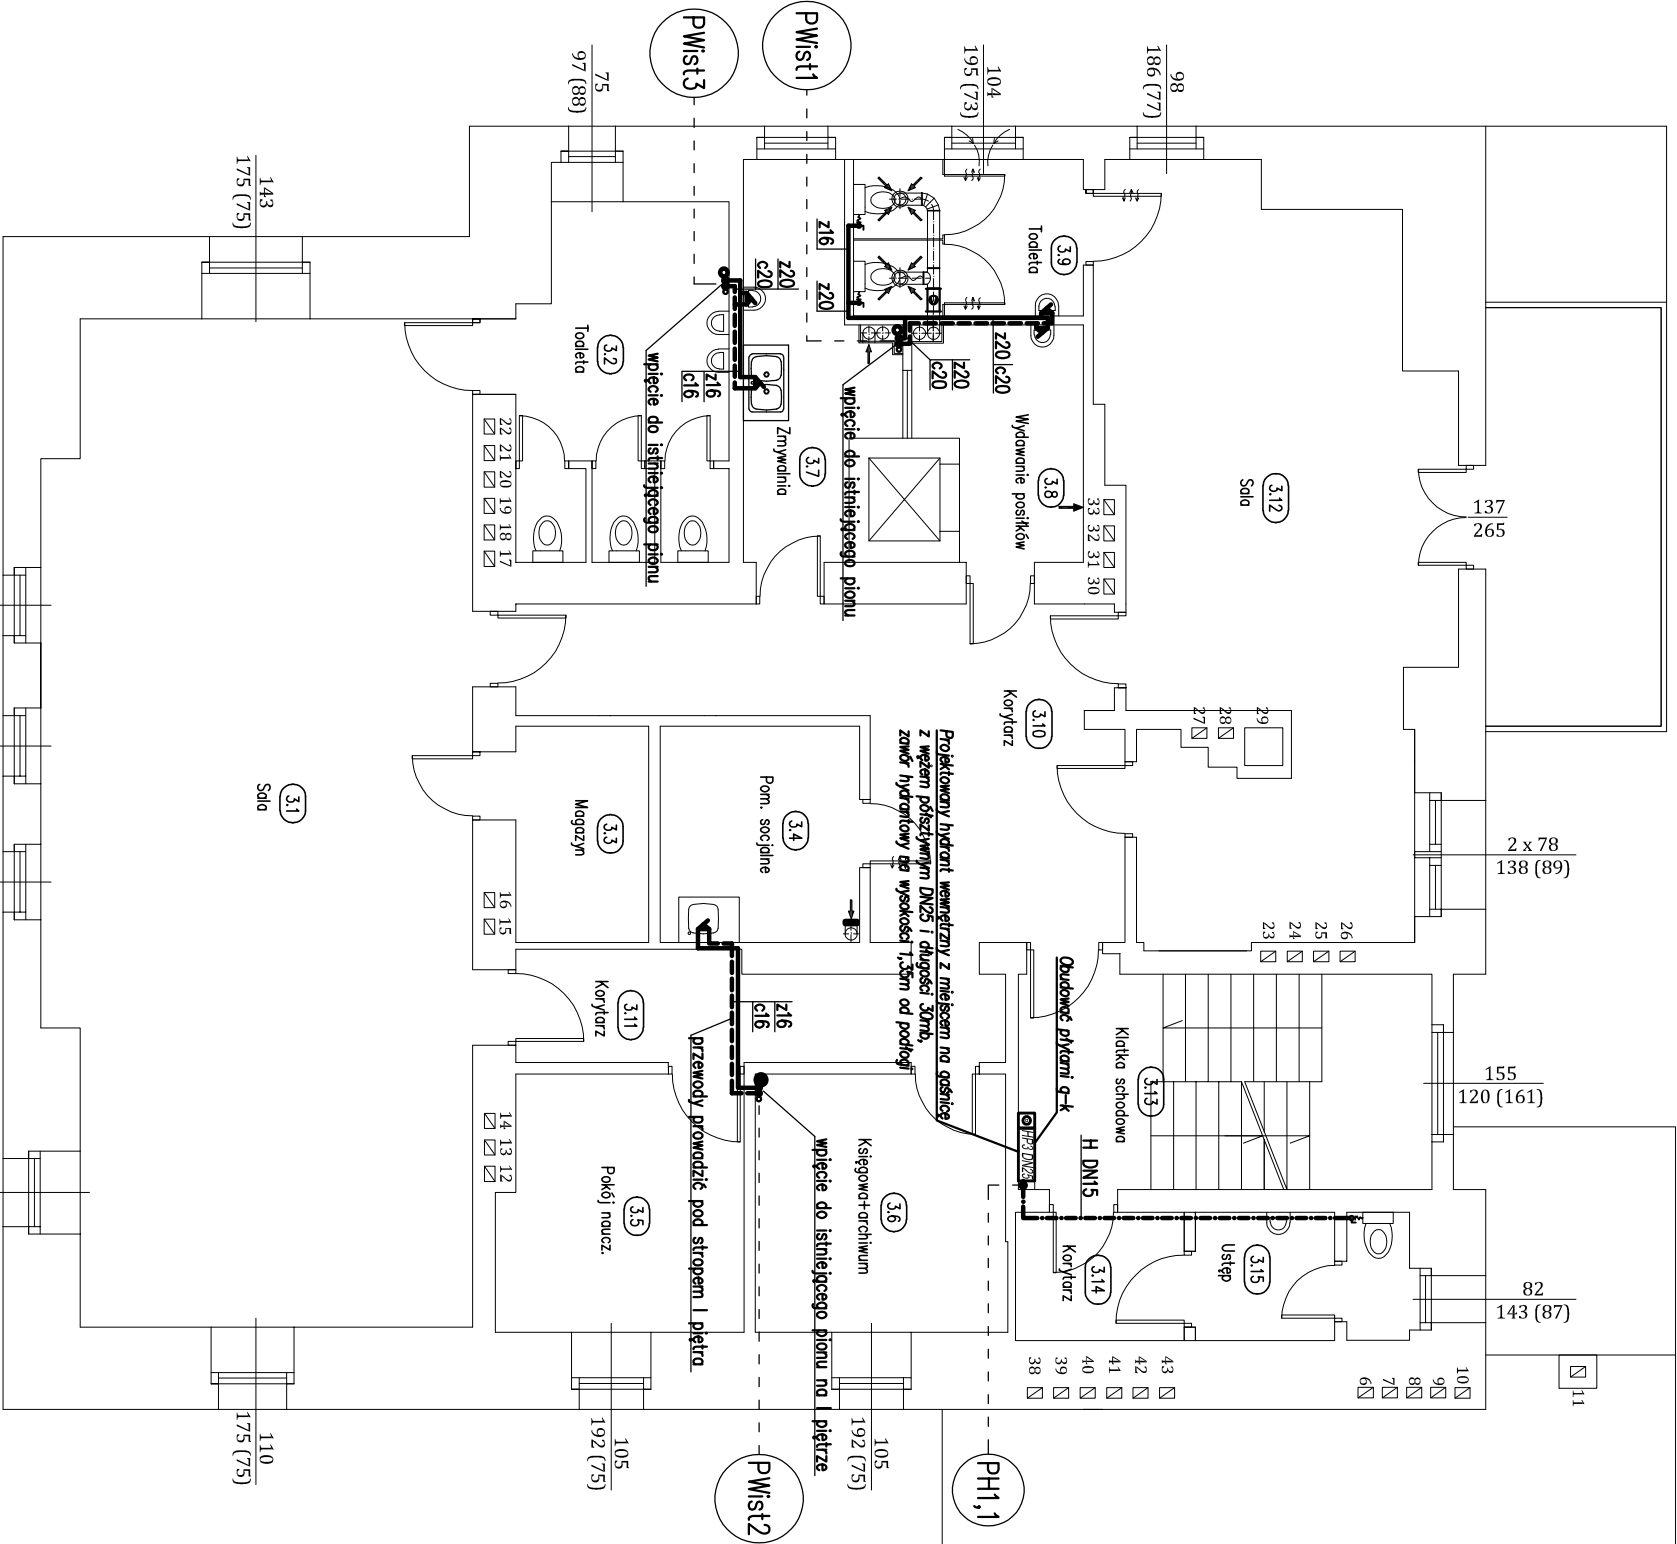 PWist3
PWist1
75
97 (88)
104
195 (73)
98
186 (77)
143
175 (75)
137
265
2 x 78
138 (89)
155
120 (161)
82
143 (87)
110
175 (75)
105
192 (75)
105
192 (75)
PWist2
PH1,1
3.1
Sala
3.2
Toaleta
3.3
Magazyn
3.4
Pom. socjalne
3.5
Pokój naucz.
3.6
Księgowa+archiwum
3.7
Zmywalnia
3.8
Wydawanie posiłków
3.9
Toaleta
3.10
Korytarz
3.11
Korytarz
3.12
Sala
3.13
Klatka schodowa
3.14
Korytarz
3.15
Ustęp
z16
z20
z20
c20
z20
c20
z20
c20
z16
c16
z16
c16
wpięcie do istniejącego pionu
wpięcie do istniejącego pionu
wpięcie do istniejącego pionu na I piętrze
przewody prowadzić pod stropem I piętra
Projektowany hydrant wewnętrzny z miejscem na gaśnicę
z wężem półsztywnym DN25 i długości 30mb,
zawór hydrantowy na wysokości 1,35m od podłogi
Obudować płytami g-k
HP3 DN25
H DN15
22
21
20
19
18
17
16
15
14
13
12
33
32
31
30
27
28
29
23
24
25
26
38
39
40
41
42
43
6
7
8
9
10
11